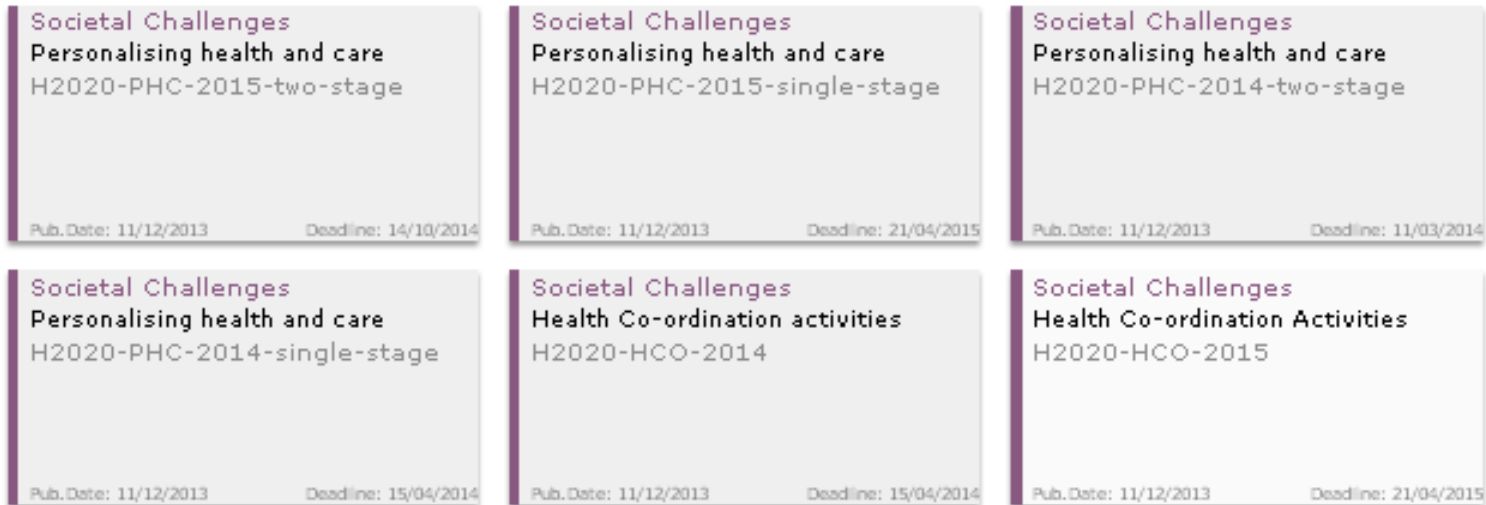 Societal Challenges
Personalising health and care
H2020-PHC-2015-two-stage
Pub.Date: 11/12/2013 Deadline: 14/10/2014
Societal Challenges
Personalising health and care
H2020-PHC-2015-single-stage
Pub.Date: 11/12/2013 Deadline: 21/04/2015
Societal Challenges
Personalising health and care
H2020-PHC-2014-two-stage
Pub.Date: 11/12/2013 Deadline: 11/03/2014
Societal Challenges
Personalising health and care
H2020-PHC-2014-single-stage
Pub.Date: 11/12/2013 Deadline: 15/04/2014
Societal Challenges
Health Co-ordination activities
H2020-HCO-2014
Pub.Date: 11/12/2013 Deadline: 15/04/2014
Societal Challenges
Health Co-ordination Activities
H2020-HCO-2015
Pub.Date: 11/12/2013 Deadline: 21/04/2015